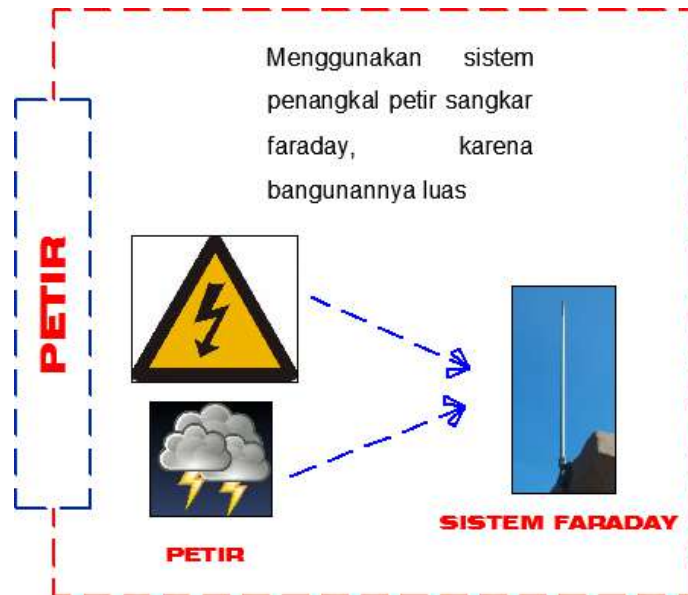 Menggunakan sistem
penangkal petir sangkar
faraday, karena
bangunannya luas
PETIR
PETIR
SISTEM FARADAY